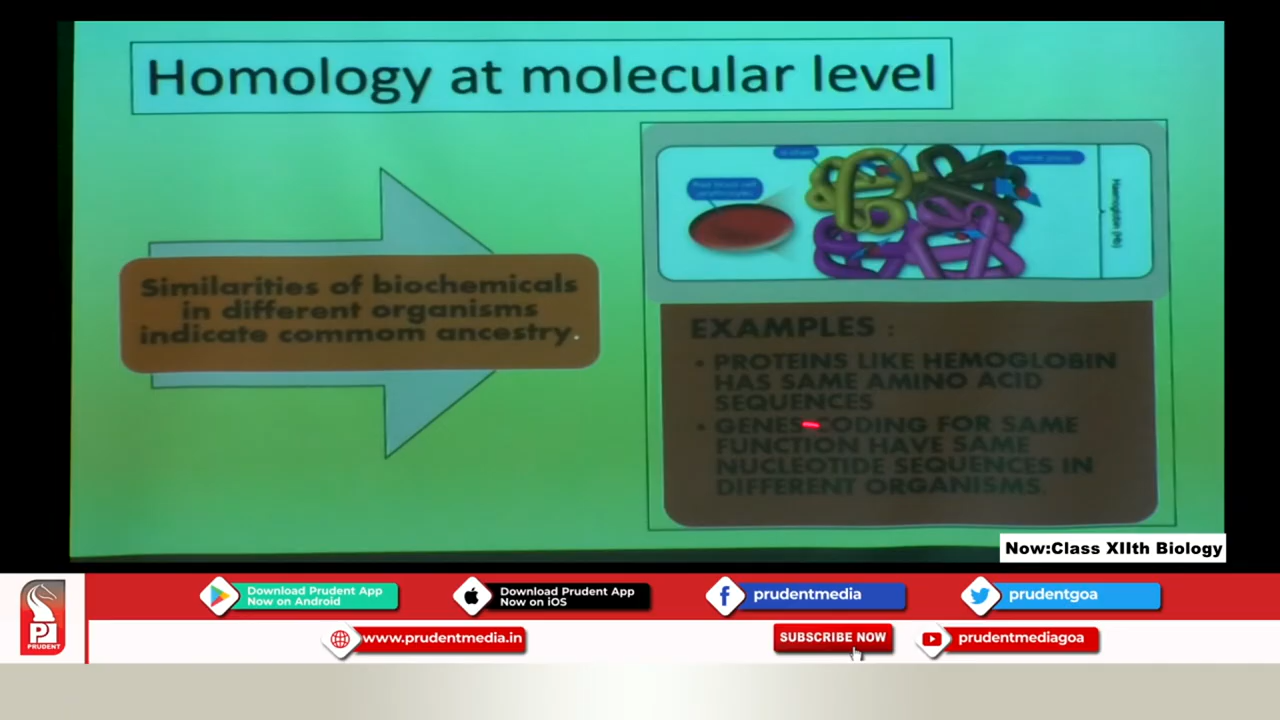 Homology at molecular level
Similarities of biochemicals
in different organisms
indicate commom ancestry.
Haemoglobin (Hb)
EXAMPLES :
• PROTEINS LIKE HEMOGLOBIN
HAS SAME AMINO ACID
SEQUENCES
• GENES CODING FOR SAME
FUNCTION HAVE SAME
NUCLEOTIDE SEQUENCES IN
DIFFERENT ORGANISMS.
Now:Class XIIth Biology
PRUDENT
Download Prudent App
Now on Android
Download Prudent App
Now on iOS
prudentmedia
prudentgoa
www.prudentmedia.in
SUBSCRIBE NOW
prudentmediagoa